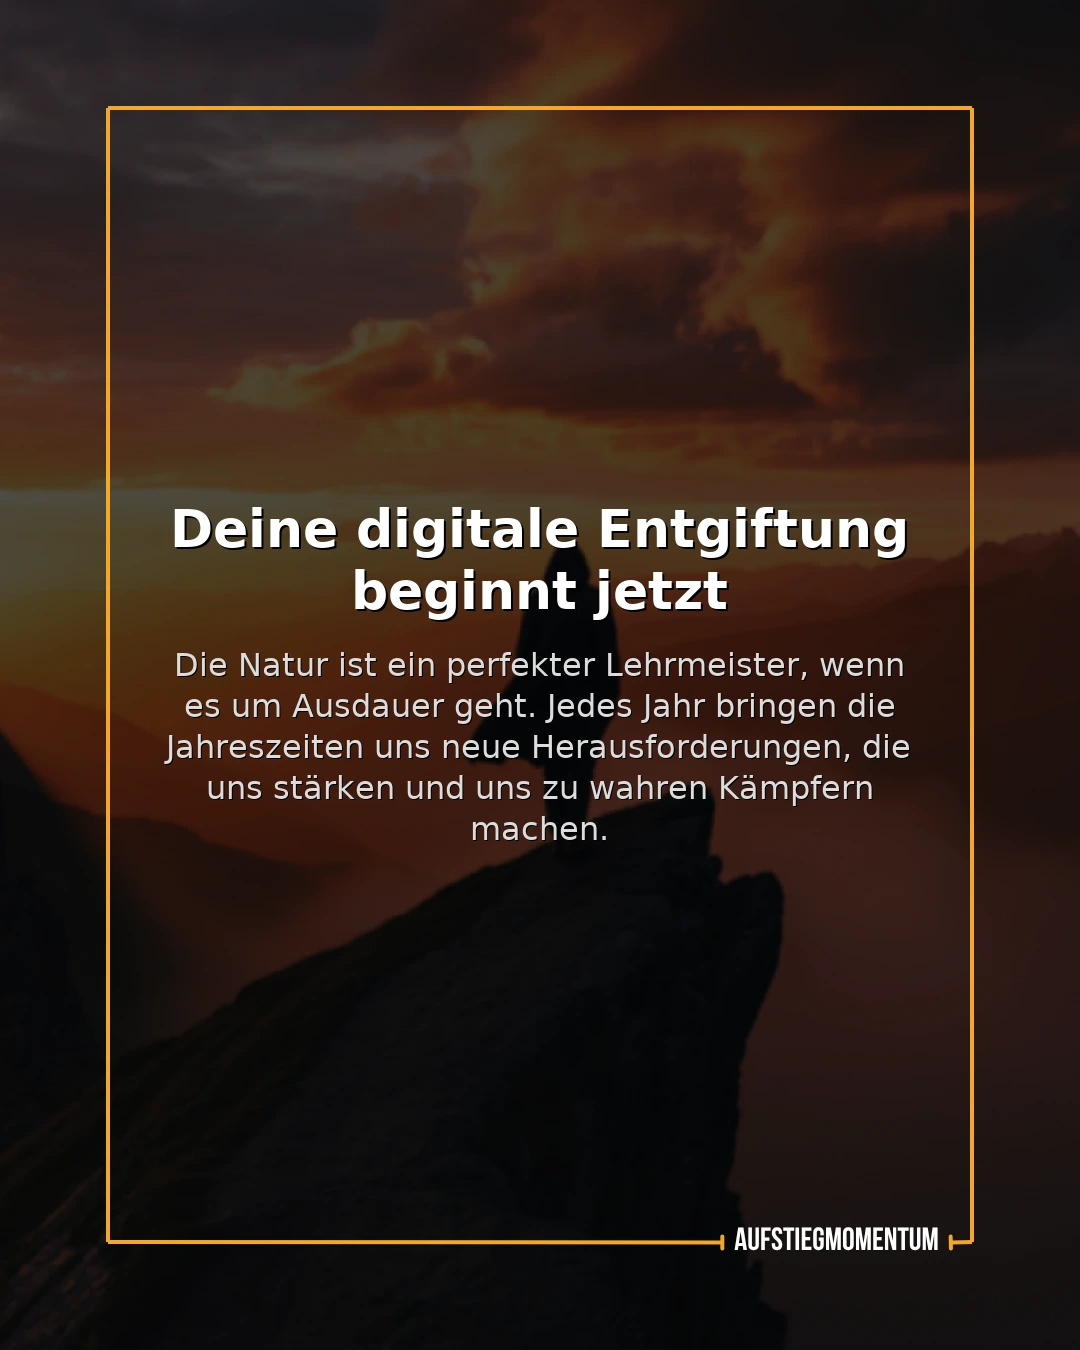 Deine digitale Entgiftung
beginnt jetzt
Die Natur ist ein perfekter Lehrmeister, wenn
es um Ausdauer geht. Jedes Jahr bringen die
Jahreszeiten uns neue Herausforderungen, die
uns stärken und uns zu wahren Kämpfern
machen.
AUFSTIEGMOMENTUM